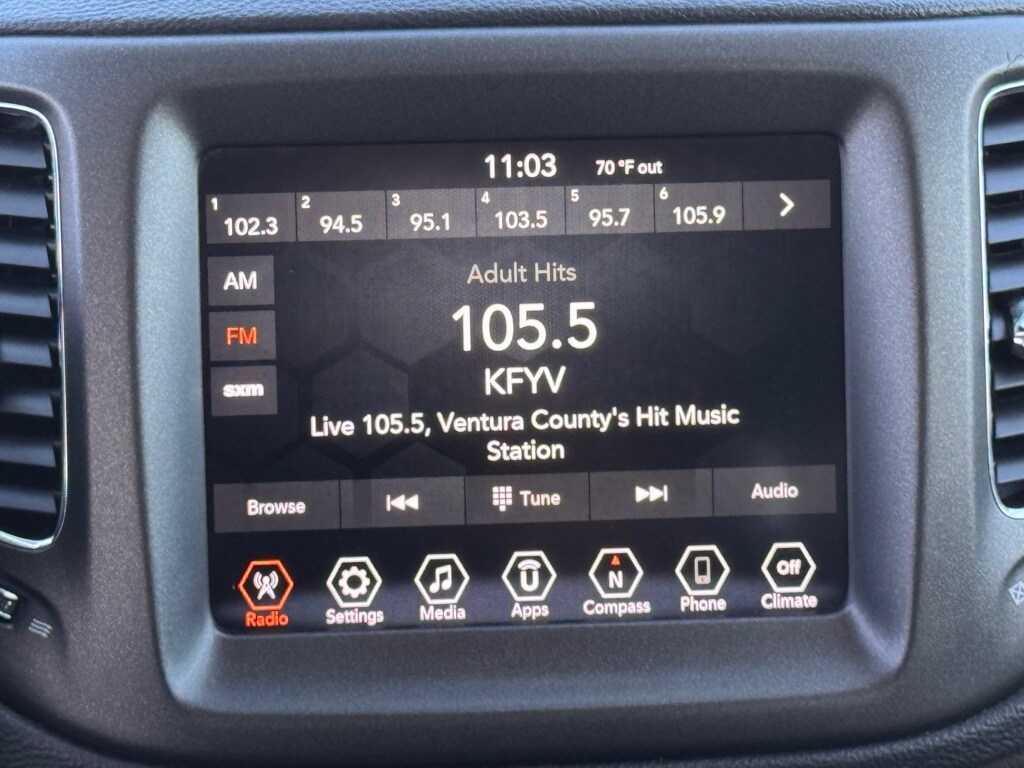 11:03 70 °F out
1 102.3 2 94.5 3 95.1 4 103.5 5 95.7 6 105.9
AM
Adult Hits
FM
105.5
sxm
KFYV
Live 105.5, Ventura County's Hit Music
Station
Browse Tune Audio
U N Off
Radio Settings Media Apps Compass Phone Climate